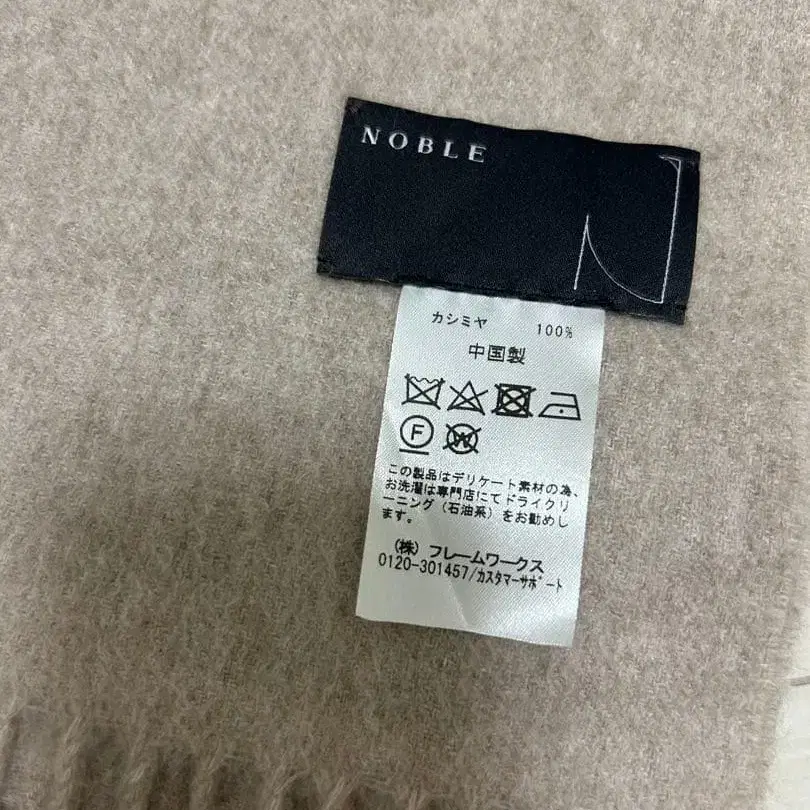 NOBLE
カシミヤ 100%
中国製
F W
この製品はデリケート素材の為、
お洗濯は専門店にてドライクリ
ーニング（石油系）をお勧めし
ます。
（株）フレームワークス
0120-301457/カスタマーサポート